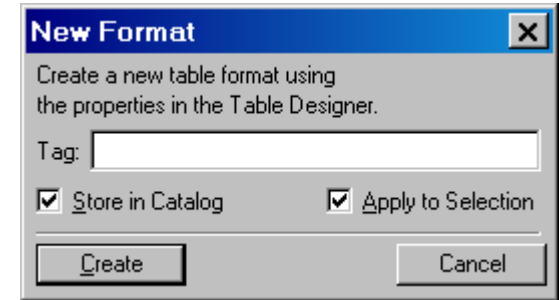 New Format
Create a new table format using
the properties in the Table Designer.
Tag:
Store in Catalog
Apply to Selection
Create
Cancel